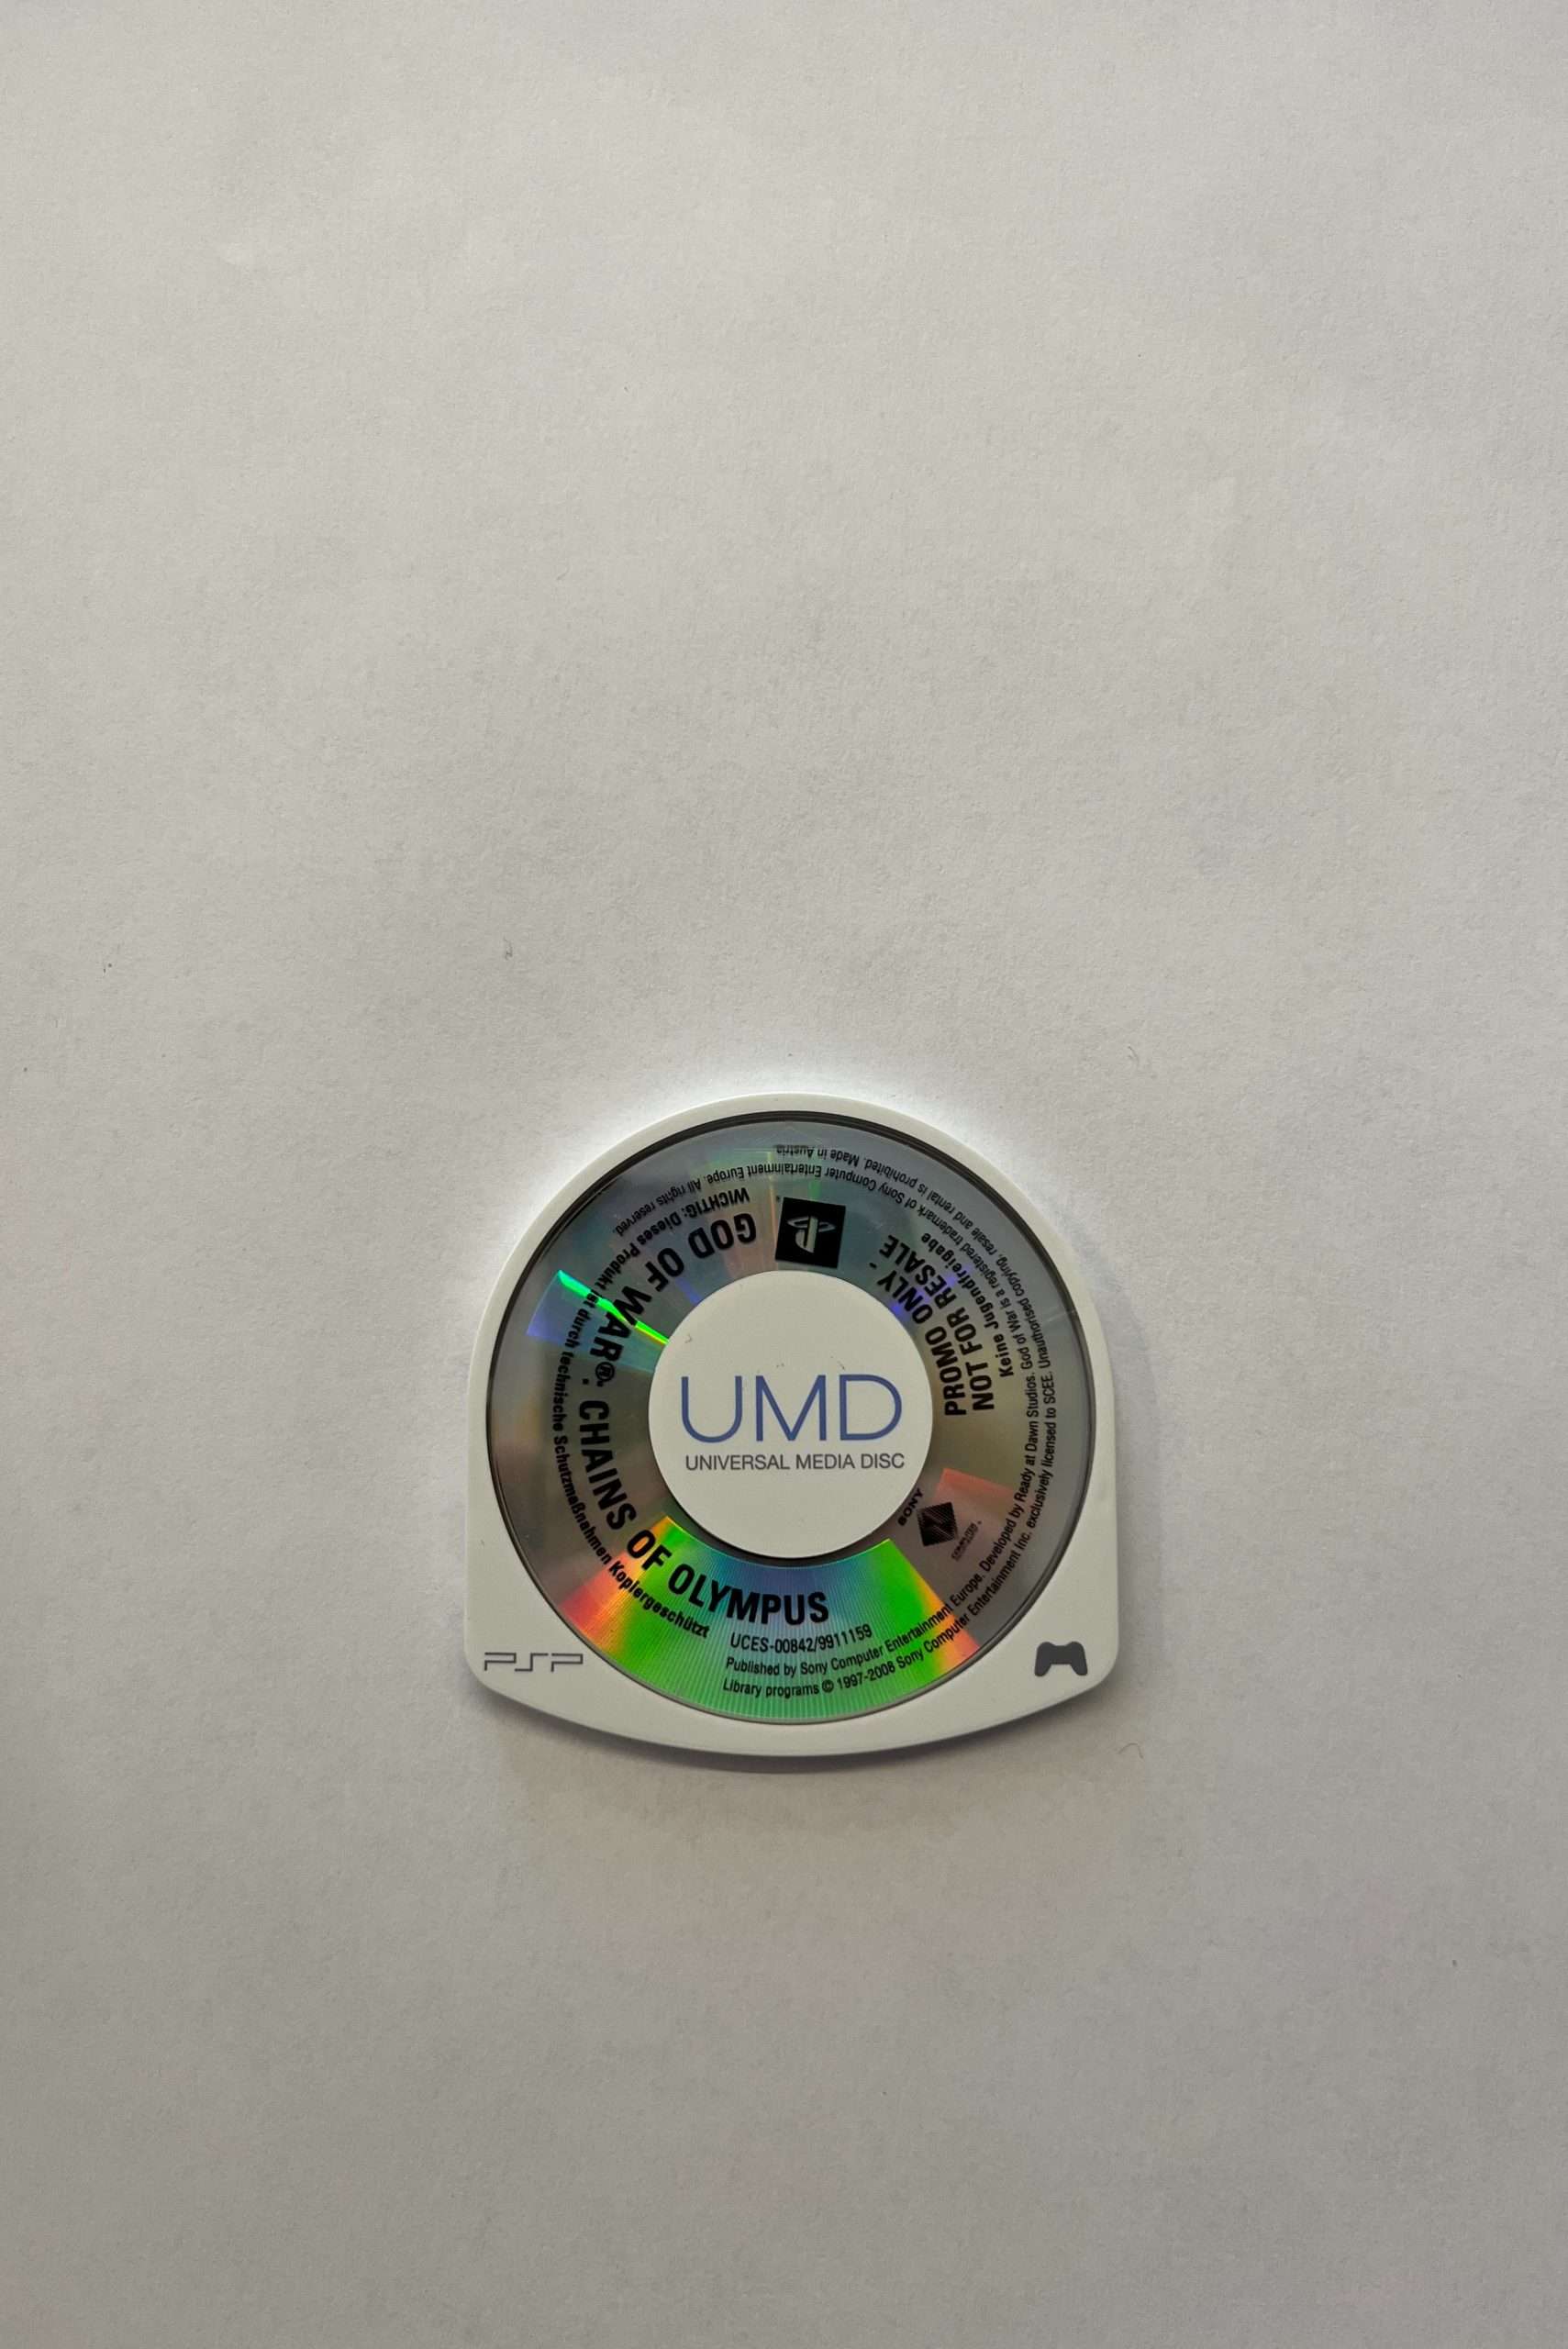 GOD OF WAR®: CHAINS OF OLYMPUS
WICHTIG: Dieses Produkt ist durch technische Schutzmaßnahmen Kopiergeschützt
UCES-00842/9911159
Published by Sony Computer Entertainment Europe. Developed by Ready at Dawn Studios. God of War is a registered trademark of Sony Computer Entertainment Europe. All rights reserved.
Library programs © 1997-2008 Sony Computer Entertainment Inc. exclusively licensed to SCEE. Unauthorised copying, resale and rental is prohibited. Made in Austria.
PROMO ONLY -
NOT FOR RESALE
Keine Jugendfreigabe
SONY
UMD
UNIVERSAL MEDIA DISC
PSP